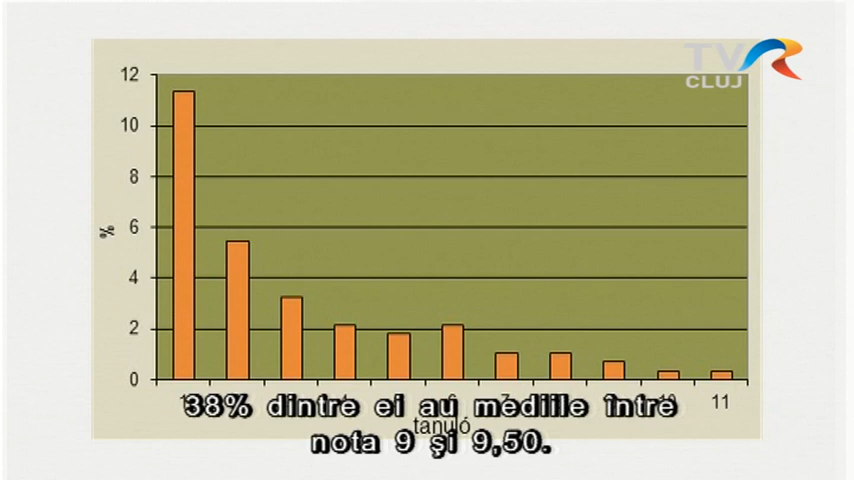 TVR
CLUJ
12
10
8
6
4
2
0
%
11
tanuló
38% dintre ei au mediile între
nota 9 şi 9,50.